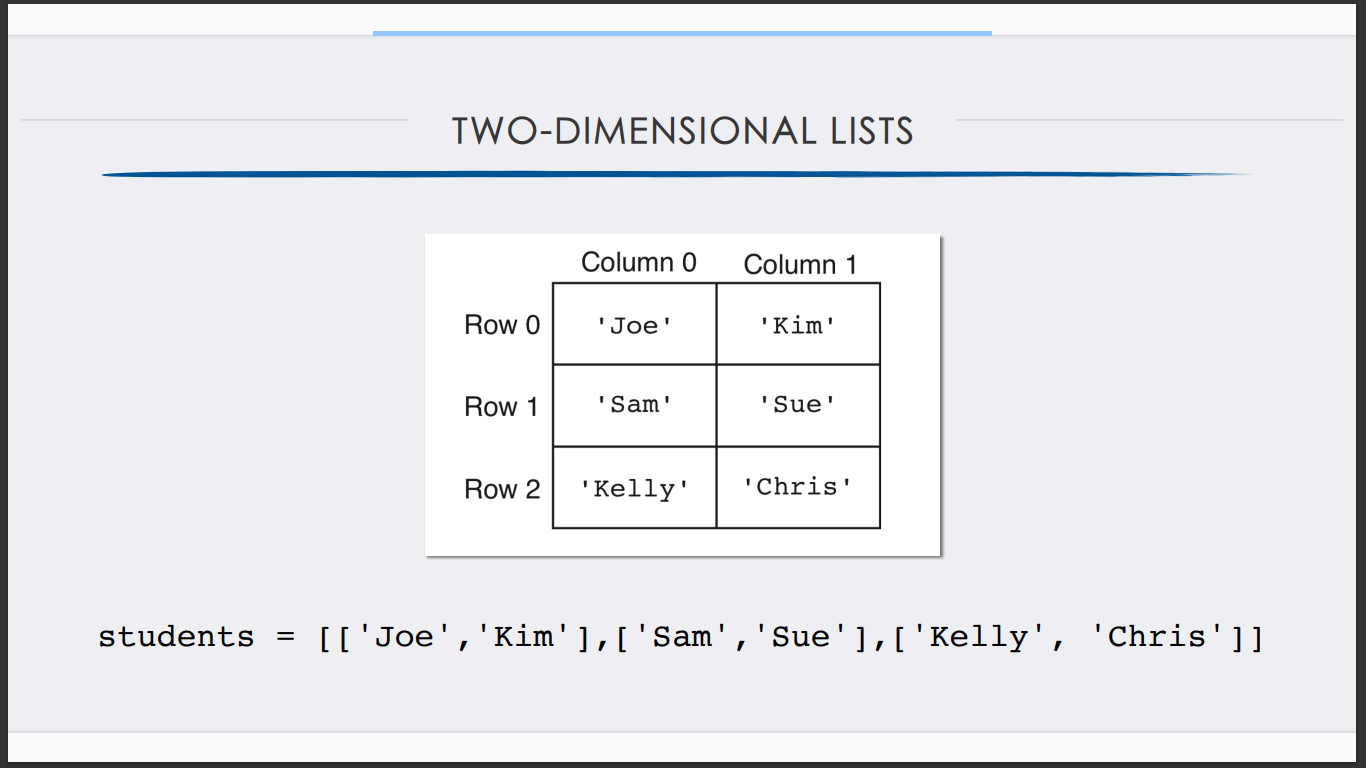 TWO-DIMENSIONAL LISTS
Column 0 Column 1
Row 0 'Joe' 'Kim'
Row 1 'Sam' 'Sue'
Row 2 'Kelly' 'Chris'
students = [['Joe','Kim'],['Sam','Sue'],['Kelly', 'Chris']]